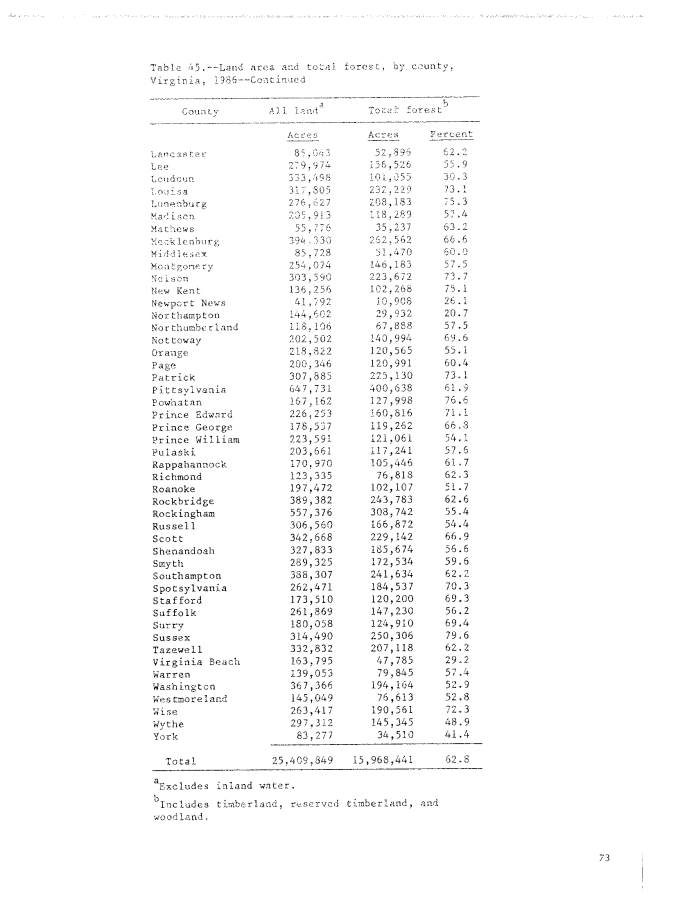 Table 45.--Land area and total forest, by county,
Virginia, 1986--Continued
County All land a Total forest b
Acres Acres Percent
Lancaster 85,043 52,896 62.2
Lee 279,974 156,526 55.9
Loudoun 333,498 101,055 30.3
Louisa 317,805 232,229 73.1
Lunenburg 276,627 208,183 75.3
Madison 205,913 118,289 57.4
Mathews 55,776 35,237 63.2
Mecklenburg 394,330 262,562 66.6
Middlesex 85,728 51,470 60.0
Montgomery 254,074 146,183 57.5
Nelson 303,590 223,672 73.7
New Kent 136,256 102,268 75.1
Newport News 41,792 10,908 26.1
Northampton 144,602 29,932 20.7
Northumberland 118,106 67,888 57.5
Nottoway 202,502 140,994 69.6
Orange 218,822 120,565 55.1
Page 200,346 120,991 60.4
Patrick 307,885 225,130 73.1
Pittsylvania 647,731 400,638 61.9
Powhatan 167,162 127,998 76.6
Prince Edward 226,253 160,816 71.1
Prince George 178,537 119,262 66.8
Prince William 223,591 121,061 54.1
Pulaski 203,661 117,241 57.6
Rappahannock 170,970 105,446 61.7
Richmond 123,335 76,818 62.3
Roanoke 197,472 102,107 51.7
Rockbridge 389,382 243,783 62.6
Rockingham 557,376 308,742 55.4
Russell 306,560 166,872 54.4
Scott 342,668 229,142 66.9
Shenandoah 327,833 185,674 56.6
Smyth 289,325 172,534 59.6
Southampton 388,307 241,634 62.2
Spotsylvania 262,471 184,537 70.3
Stafford 173,510 120,200 69.3
Suffolk 261,869 147,230 56.2
Surry 180,058 124,910 69.4
Sussex 314,490 250,306 79.6
Tazewell 332,832 207,118 62.2
Virginia Beach 163,795 47,785 29.2
Warren 139,053 79,845 57.4
Washington 367,366 194,164 52.9
Westmoreland 145,049 76,613 52.8
Wise 263,417 190,561 72.3
Wythe 297,312 145,345 48.9
York 83,277 34,510 41.4
Total 25,409,849 15,968,441 62.8
a Excludes inland water.
b Includes timberland, reserved timberland, and
woodland.
73